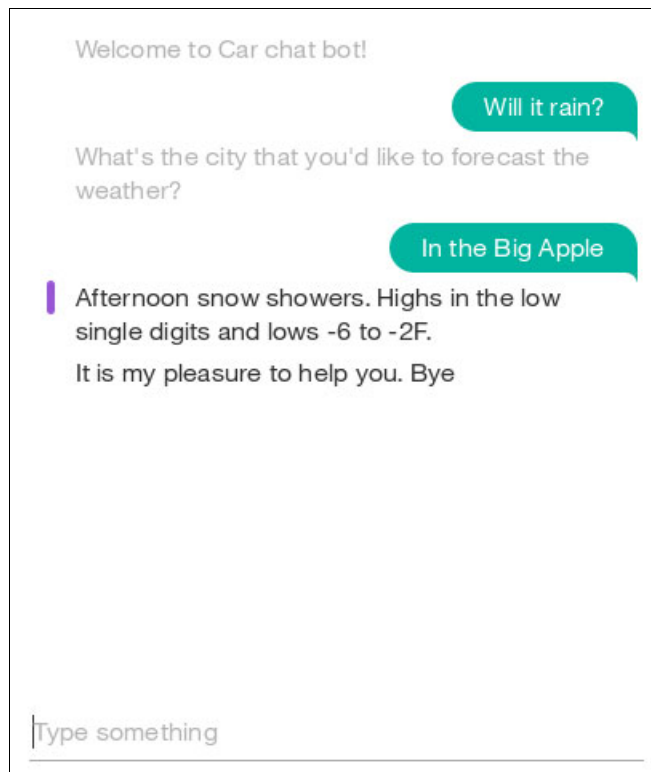 Welcome to Car chat bot!
Will it rain?
What's the city that you'd like to forecast the
weather?
In the Big Apple
Afternoon snow showers. Highs in the low
single digits and lows -6 to -2F.
It is my pleasure to help you. Bye
Type something